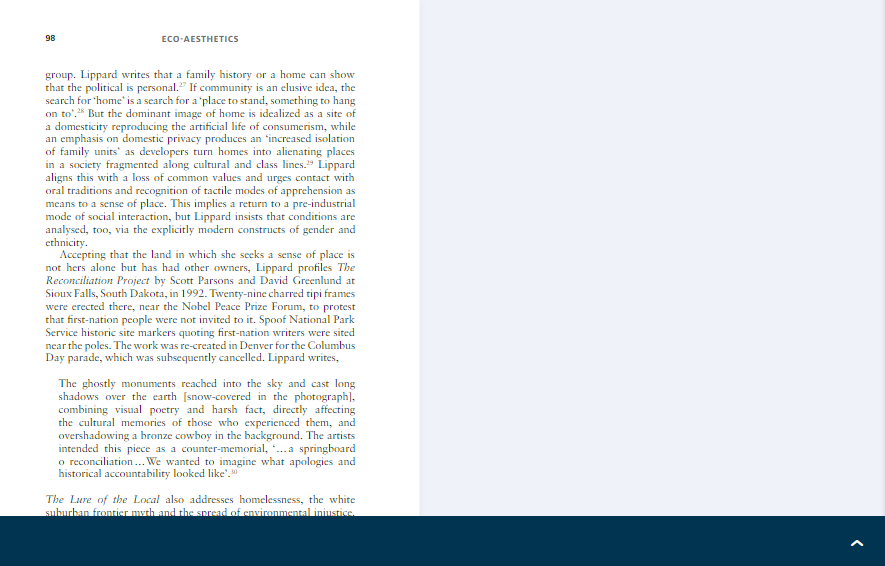 98
ECO-AESTHETICS
group. Lippard writes that a family history or a home can show
that the political is personal.27 If community is an elusive idea, the
search for ‘home’ is a search for a ‘place to stand, something to hang
on to’.28 But the dominant image of home is idealized as a site of
a domesticity reproducing the artificial life of consumerism, while
an emphasis on domestic privacy produces an ‘increased isolation
of family units’ as developers turn homes into alienating places
in a society fragmented along cultural and class lines.29 Lippard
aligns this with a loss of common values and urges contact with
oral traditions and recognition of tactile modes of apprehension as
means to a sense of place. This implies a return to a pre-industrial
mode of social interaction, but Lippard insists that conditions are
analysed, too, via the explicitly modern constructs of gender and
ethnicity.
Accepting that the land in which she seeks a sense of place is
not hers alone but has had other owners, Lippard profiles The
Reconciliation Project by Scott Parsons and David Greenlund at
Sioux Falls, South Dakota, in 1992. Twenty-nine charred tipi frames
were erected there, near the Nobel Peace Prize Forum, to protest
that first-nation people were not invited to it. Spoof National Park
Service historic site markers quoting first-nation writers were sited
near the poles. The work was re-created in Denver for the Columbus
Day parade, which was subsequently cancelled. Lippard writes,
The ghostly monuments reached into the sky and cast long
shadows over the earth [snow-covered in the photograph],
combining visual poetry and harsh fact, directly affecting
the cultural memories of those who experienced them, and
overshadowing a bronze cowboy in the background. The artists
intended this piece as a counter-memorial, ‘…a springboard
o reconciliation…We wanted to imagine what apologies and
historical accountability looked like’.30
The Lure of the Local also addresses homelessness, the white
suburban frontier myth and the spread of environmental injustice.